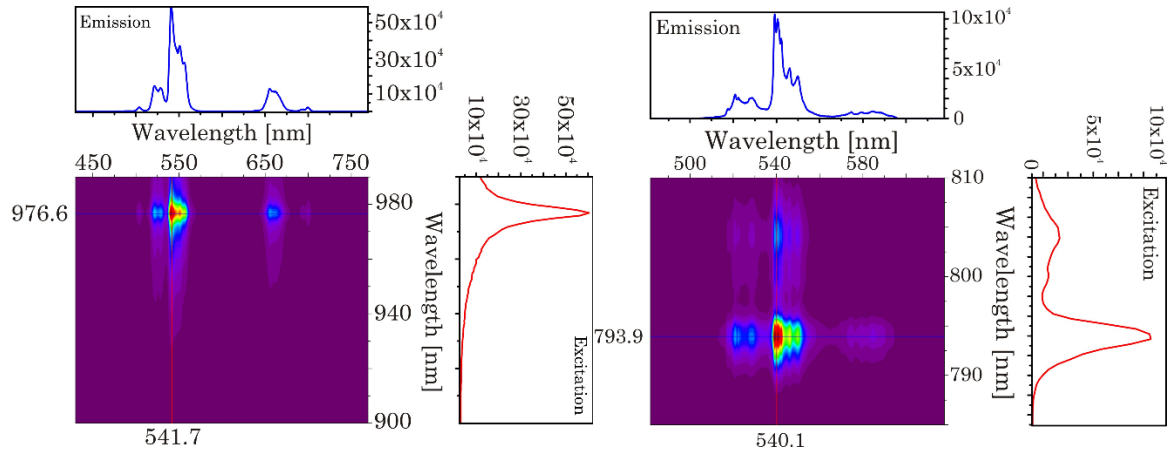 Emission
50x10⁴
30x10⁴
10x10⁴
Wavelength [nm]
450 550 650 750
976.6
980
940
900
541.7
Wavelength [nm]
10x10⁴
30x10⁴
50x10⁴
Excitation
Emission
10x10⁴
5x10⁴
0
Wavelength [nm]
500 540 580
793.9
810
800
790
540.1
Wavelength [nm]
0
5x10⁴
10x10⁴
Excitation